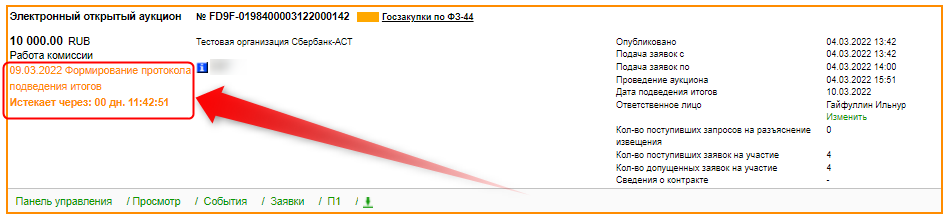 Электронный открытый аукцион № FD9F-0198400003122000142 Госзакупки по ФЗ-44
10 000.00 RUB
Тестовая организация Сбербанк-АСТ
Работа комиссии
09.03.2022 Формирование протокола
подведения итогов
Истекает через: 00 дн. 11:42:51
Опубликовано 04.03.2022 13:42
Подача заявок с 04.03.2022 13:42
Подача заявок по 04.03.2022 14:00
Проведение аукциона 04.03.2022 15:51
Дата подведения итогов 10.03.2022
Ответственное лицо Гайфуллин Ильнур
Изменить
Кол-во поступивших запросов на разъяснение 0
извещения
Кол-во поступивших заявок на участие 4
Кол-во допущенных заявок на участие 4
Сведения о контракте -
Панель управления / Просмотр / События / Заявки / П1 /